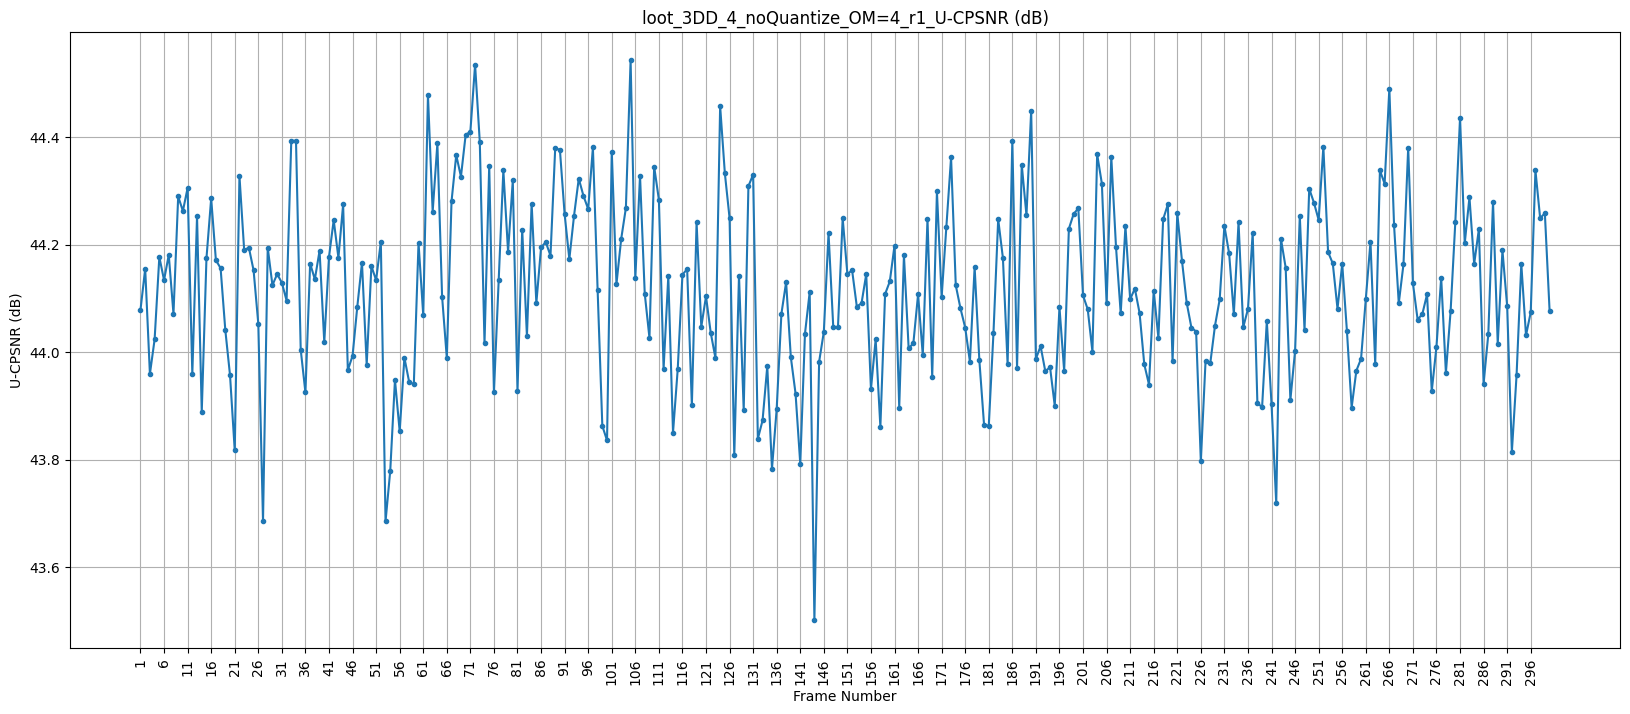 loot_3DD_4_noQuantize_OM=4_r1_U-CPSNR (dB)
U-CPSNR (dB)
44.4
44.2
44.0
43.8
43.6
1 6 11 16 21 26 31 36 41 46 51 56 61 66 71 76 81 86 91 96 101 106 111 116 121 126 131 136 141 146 151 156 161 166 171 176 181 186 191 196 201 206 211 216 221 226 231 236 241 246 251 256 261 266 271 276 281 286 291 296
Frame Number